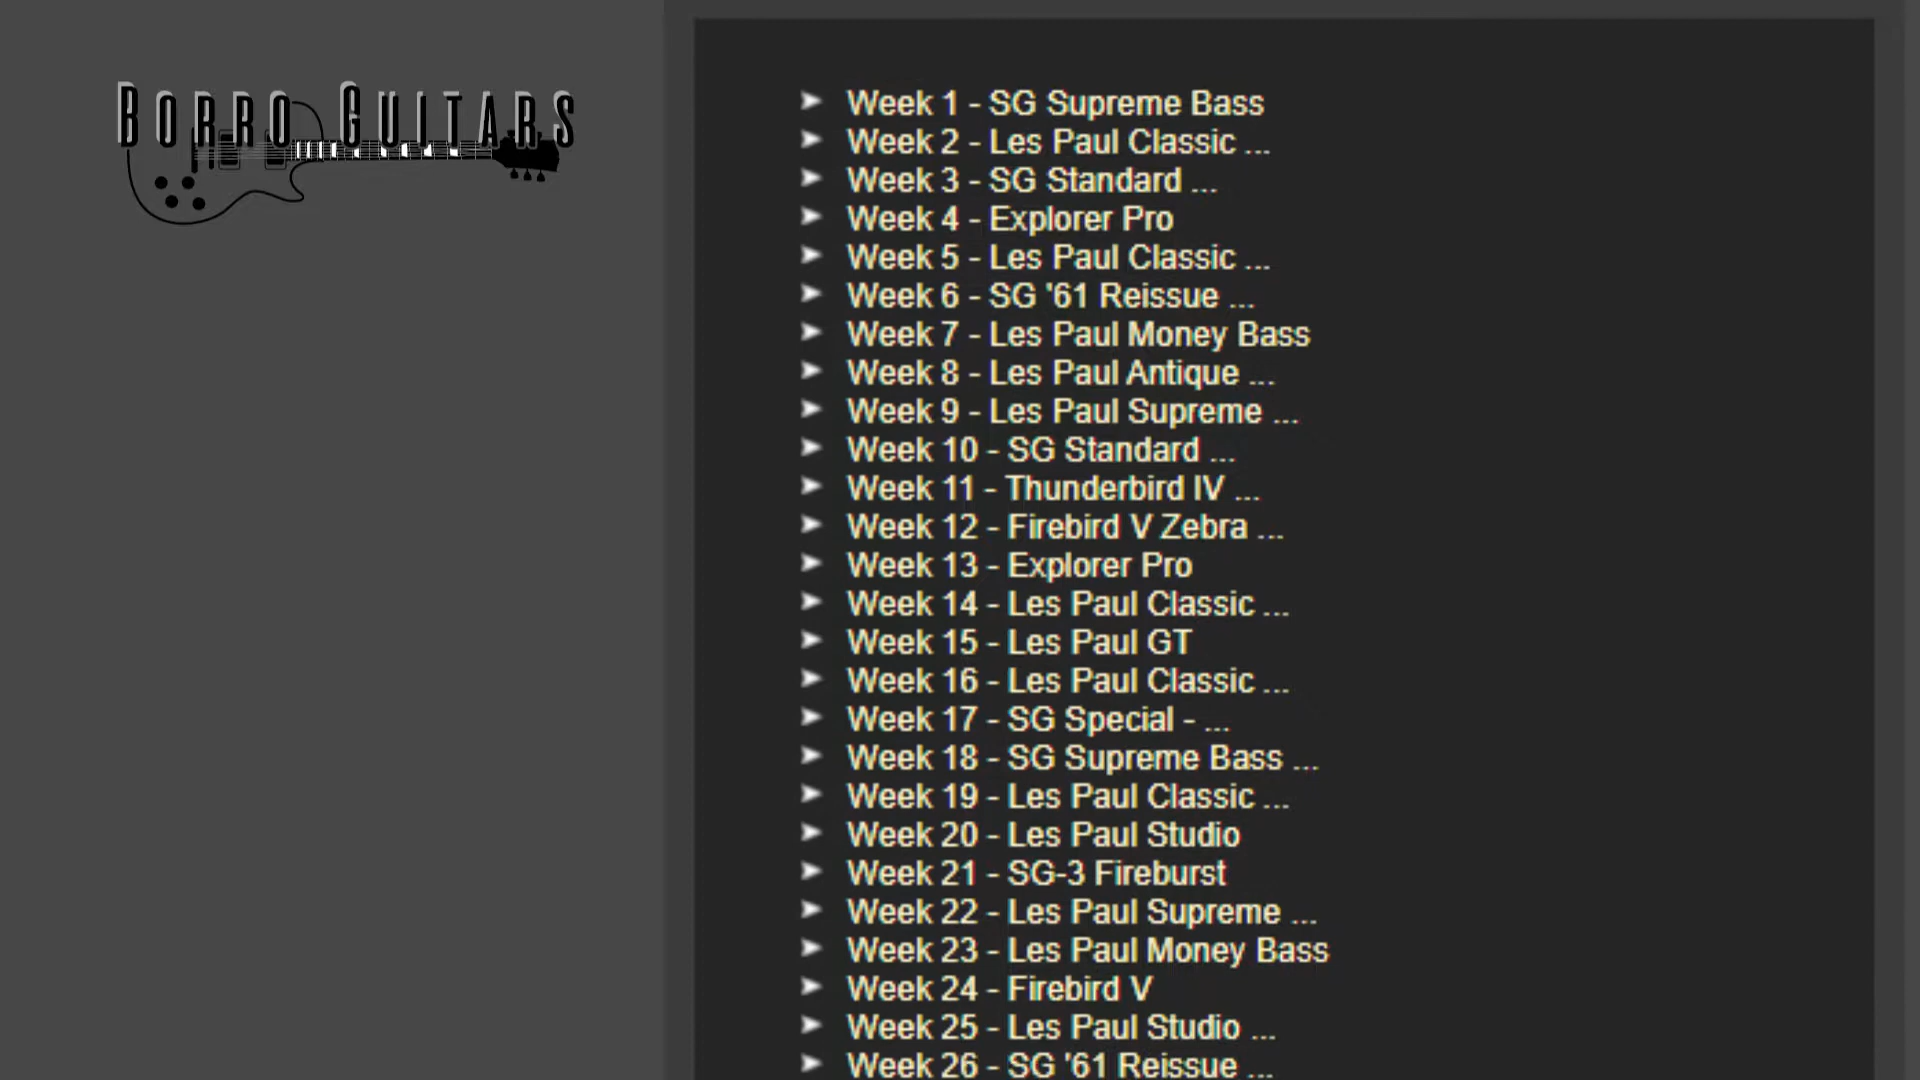 Borro Guitars
Week 1 - SG Supreme Bass
Week 2 - Les Paul Classic ...
Week 3 - SG Standard ...
Week 4 - Explorer Pro
Week 5 - Les Paul Classic ...
Week 6 - SG '61 Reissue ...
Week 7 - Les Paul Money Bass
Week 8 - Les Paul Antique ...
Week 9 - Les Paul Supreme ...
Week 10 - SG Standard ...
Week 11 - Thunderbird IV ...
Week 12 - Firebird V Zebra ...
Week 13 - Explorer Pro
Week 14 - Les Paul Classic ...
Week 15 - Les Paul GT
Week 16 - Les Paul Classic ...
Week 17 - SG Special - ...
Week 18 - SG Supreme Bass ...
Week 19 - Les Paul Classic ...
Week 20 - Les Paul Studio
Week 21 - SG-3 Fireburst
Week 22 - Les Paul Supreme ...
Week 23 - Les Paul Money Bass
Week 24 - Firebird V
Week 25 - Les Paul Studio ...
Week 26 - SG '61 Reissue ...